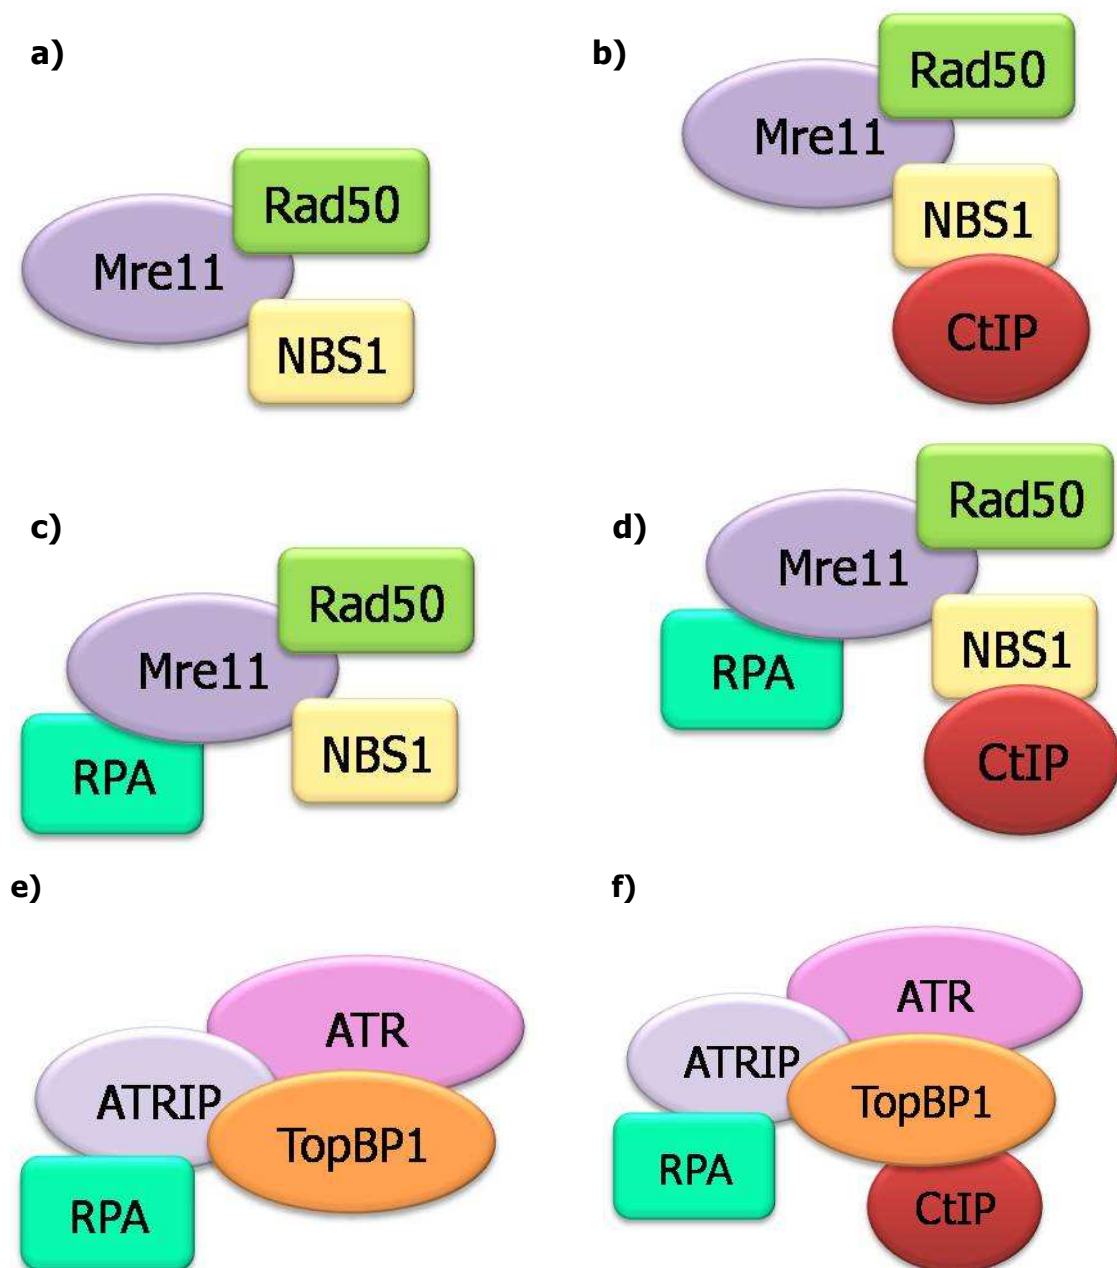 a)
Rad50
Mre11
NBS1
b)
Rad50
Mre11
NBS1
CtIP
c)
Rad50
Mre11
NBS1
RPA
d)
Rad50
Mre11
NBS1
RPA
CtIP
e)
ATR
ATRIP
TopBP1
RPA
f)
ATR
ATRIP
TopBP1
RPA
CtIP